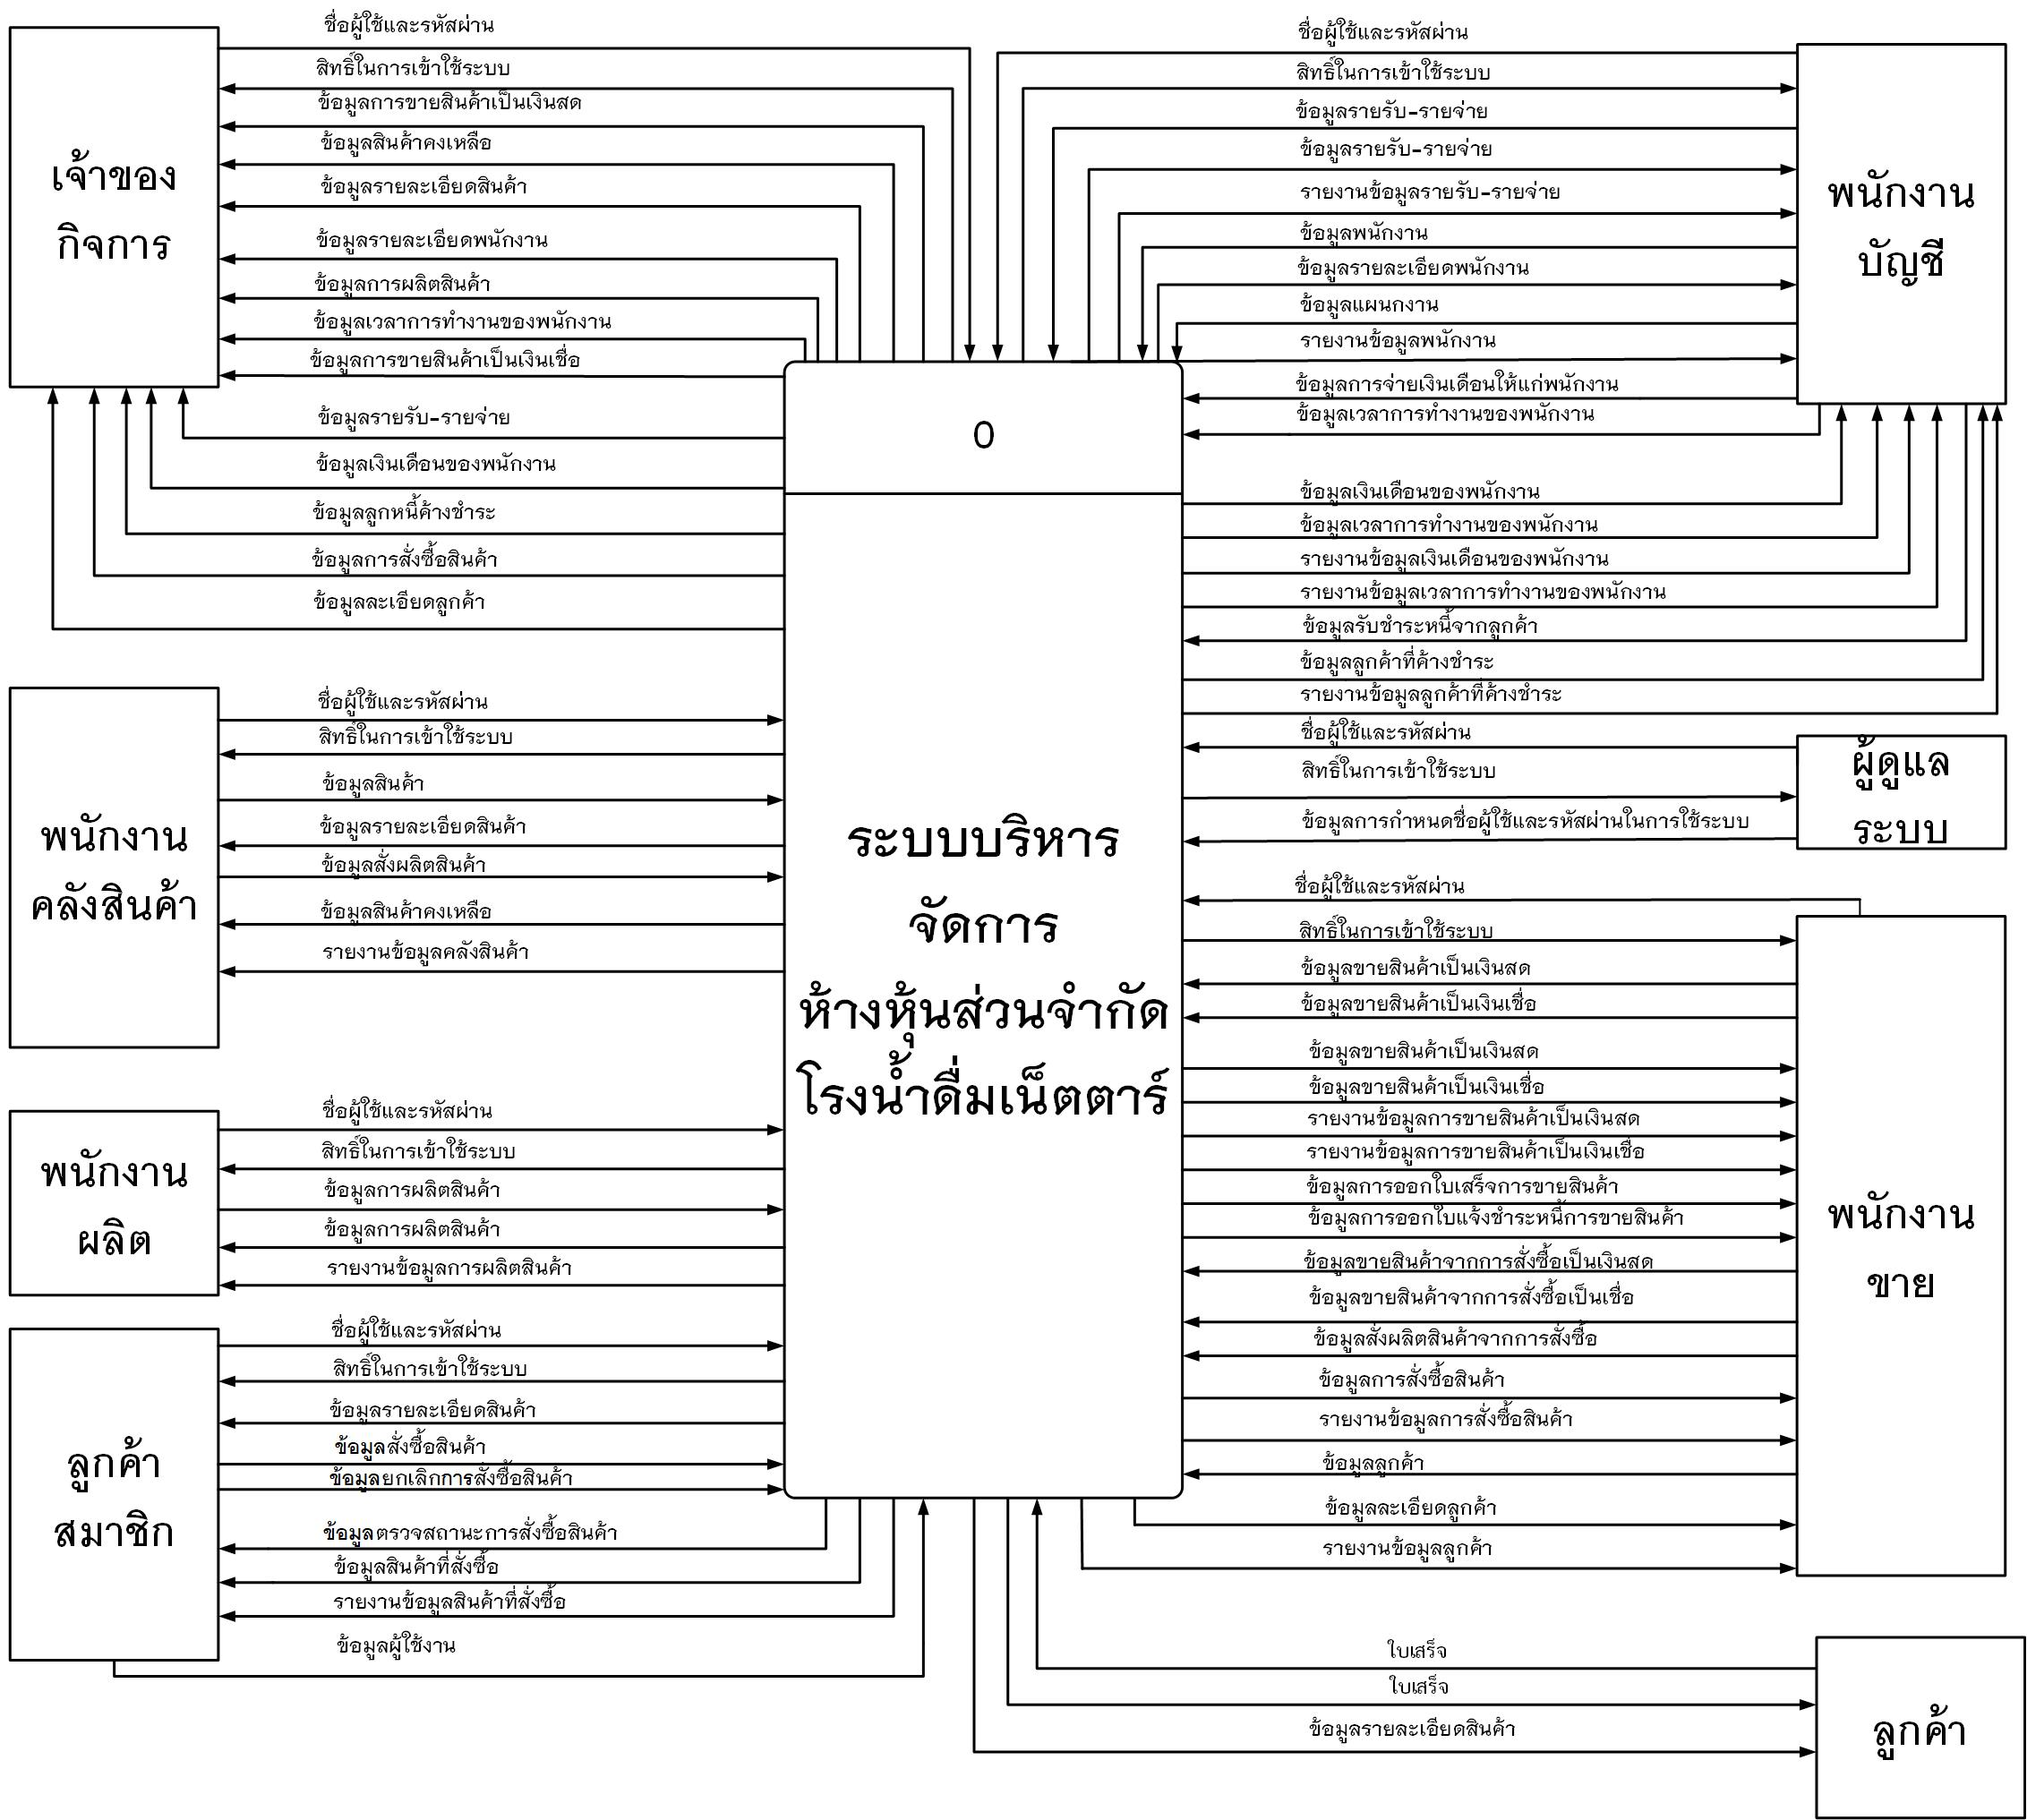 ชื่อผู้ใช้และรหัสผ่าน
สิทธิ์ในการเข้าใช้ระบบ
ข้อมูลการขายสินค้าเป็นเงินสด
ข้อมูลสินค้าคงเหลือ
ข้อมูลรายละเอียดสินค้า
ข้อมูลรายละเอียดพนักงาน
ข้อมูลการผลิตสินค้า
ข้อมูลเวลาการทำงานของพนักงาน
ข้อมูลการขายสินค้าเป็นเงินเชื่อ
ข้อมูลรายรับ-รายจ่าย
ข้อมูลเงินเดือนของพนักงาน
ข้อมูลลูกหนี้ค้างชำระ
ข้อมูลการสั่งซื้อสินค้า
ข้อมูลละเอียดลูกค้า
เจ้าของ
กิจการ
ชื่อผู้ใช้และรหัสผ่าน
สิทธิ์ในการเข้าใช้ระบบ
ข้อมูลสินค้า
ข้อมูลรายละเอียดสินค้า
ข้อมูลสั่งผลิตสินค้า
ข้อมูลสินค้าคงเหลือ
รายงานข้อมูลคลังสินค้า
พนักงาน
คลังสินค้า
ชื่อผู้ใช้และรหัสผ่าน
สิทธิ์ในการเข้าใช้ระบบ
ข้อมูลการผลิตสินค้า
ข้อมูลการผลิตสินค้า
รายงานข้อมูลการผลิตสินค้า
พนักงาน
ผลิต
ชื่อผู้ใช้และรหัสผ่าน
สิทธิ์ในการเข้าใช้ระบบ
ข้อมูลรายละเอียดสินค้า
ข้อมูลสั่งซื้อสินค้า
ข้อมูลยกเลิกการสั่งซื้อสินค้า
ข้อมูลตรวจสถานะการสั่งซื้อสินค้า
ข้อมูลสินค้าที่สั่งซื้อ
รายงานข้อมูลสินค้าที่สั่งซื้อ
ข้อมูลผู้ใช้งาน
ลูกค้า
สมาชิก
0
ระบบบริหาร
จัดการ
ห้างหุ้นส่วนจำกัด
โรงน้ำดื่มเน็ตตาร์
ชื่อผู้ใช้และรหัสผ่าน
สิทธิ์ในการเข้าใช้ระบบ
ข้อมูลรายรับ-รายจ่าย
ข้อมูลรายรับ-รายจ่าย
รายงานข้อมูลรายรับ-รายจ่าย
ข้อมูลพนักงาน
ข้อมูลรายละเอียดพนักงาน
ข้อมูลแผนกงาน
รายงานข้อมูลพนักงาน
ข้อมูลการจ่ายเงินเดือนให้แก่พนักงาน
ข้อมูลเวลาการทำงานของพนักงาน
ข้อมูลเงินเดือนของพนักงาน
ข้อมูลเวลาการทำงานของพนักงาน
รายงานข้อมูลเงินเดือนของพนักงาน
รายงานข้อมูลเวลาการทำงานของพนักงาน
ข้อมูลรับชำระหนี้จากลูกค้า
ข้อมูลลูกค้าที่ค้างชำระ
รายงานข้อมูลลูกค้าที่ค้างชำระ
พนักงาน
บัญชี
ชื่อผู้ใช้และรหัสผ่าน
สิทธิ์ในการเข้าใช้ระบบ
ข้อมูลการกำหนดชื่อผู้ใช้และรหัสผ่านในการใช้ระบบ
ผู้ดูแล
ระบบ
ชื่อผู้ใช้และรหัสผ่าน
สิทธิ์ในการเข้าใช้ระบบ
ข้อมูลขายสินค้าเป็นเงินสด
ข้อมูลขายสินค้าเป็นเงินเชื่อ
ข้อมูลขายสินค้าเป็นเงินสด
ข้อมูลขายสินค้าเป็นเงินเชื่อ
รายงานข้อมูลการขายสินค้าเป็นเงินสด
รายงานข้อมูลการขายสินค้าเป็นเงินเชื่อ
ข้อมูลการออกใบเสร็จการขายสินค้า
ข้อมูลการออกใบแจ้งชำระหนี้การขายสินค้า
ข้อมูลขายสินค้าจากการสั่งซื้อเป็นเงินสด
ข้อมูลขายสินค้าจากการสั่งซื้อเป็นเชื่อ
ข้อมูลสั่งผลิตสินค้าจากการสั่งซื้อ
ข้อมูลการสั่งซื้อสินค้า
รายงานข้อมูลการสั่งซื้อสินค้า
ข้อมูลลูกค้า
ข้อมูลละเอียดลูกค้า
รายงานข้อมูลลูกค้า
พนักงาน
ขาย
ใบเสร็จ
ใบเสร็จ
ข้อมูลรายละเอียดสินค้า
ลูกค้า